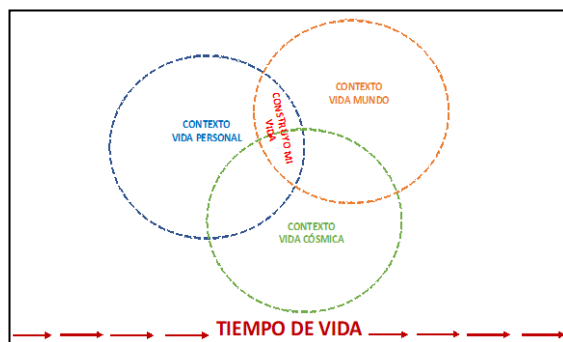 CONTEXTO
VIDA MUNDO
CONTEXTO
VIDA PERSONAL
CONSTRUYO MI
VIDA
CONTEXTO
VIDA CÓSMICA
TIEMPO DE VIDA